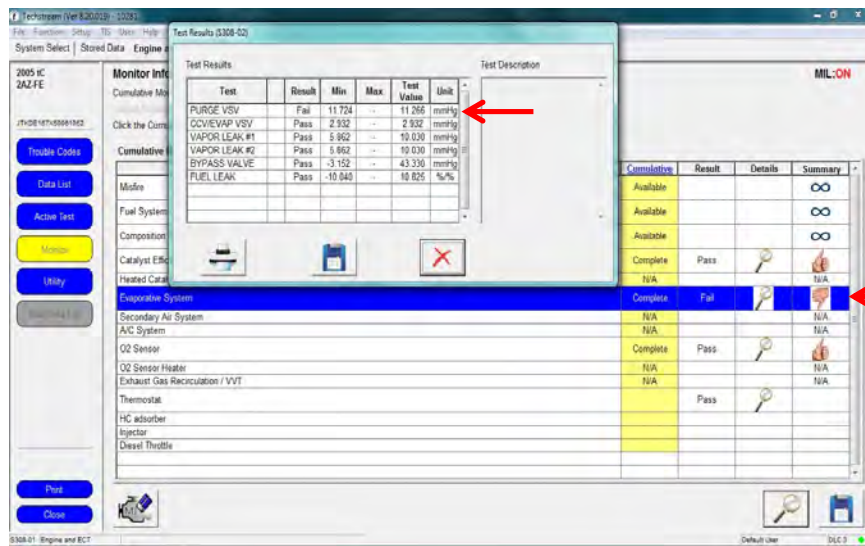 Techstream (Ver 8.20.019) - 10281
File Function Setup TIS User Help
Test Results (S308-02)
System Select Stored Data Engine a
2005 tC
2AZ-FE
Monitor Info
Cumulative Mo
MIL:ON
Click the Cumu
Test Results
Test Description
Test Result Min Max Test Value Unit
PURGE VSV Fail 11.724 - 11.266 mmHg
CCV/EVAP VSV Pass 2.932 - 2.932 mmHg
VAPOR LEAK #1 Pass 5.862 - 10.030 mmHg
VAPOR LEAK #2 Pass 5.862 - 10.030 mmHg
BYPASS VALVE Pass -3.152 - 43.330 mmHg
FUEL LEAK Pass -10.040 - 10.825 %/%
Trouble Codes
Data List
Active Test
Monitor
Utility
Print
Close
Cumulative
Cumulative Result Details Summary
Misfire Available ∞
Fuel System Available ∞
Composition Available ∞
Catalyst Effic Complete Pass
Heated Catal N/A N/A
Evaporative System Complete Fail
Secondary Air System N/A N/A
A/C System N/A N/A
O2 Sensor Complete Pass
O2 Sensor Heater N/A N/A
Exhaust Gas Recirculation / VVT N/A N/A
Thermostat Pass
HC adsorber
Injector
Diesel Throttle
S308-01 Engine and ECT
Default User
DLC 3